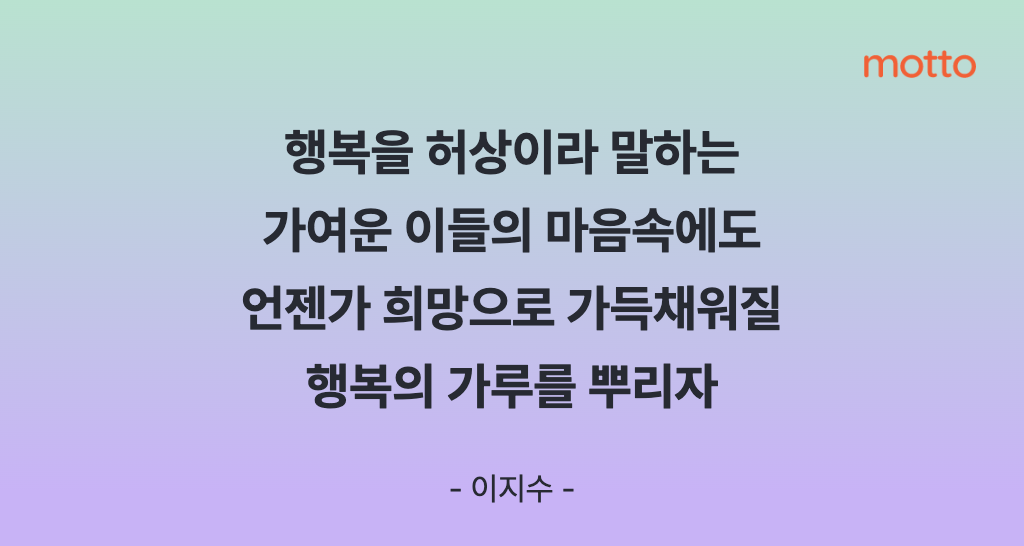 motto
행복을 허상이라 말하는
가여운 이들의 마음속에도
언젠가 희망으로 가득채워질
행복의 가루를 뿌리자
- 이지수 -